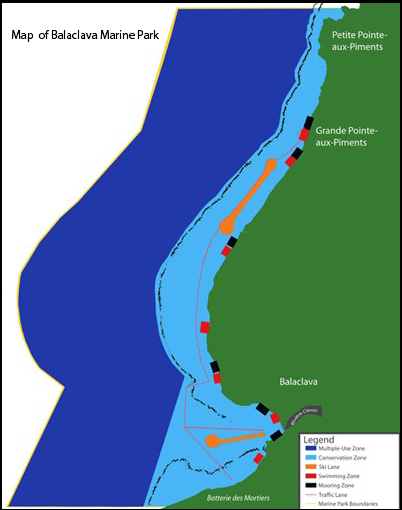 Map of Balaclava Marine Park
Petite Pointe-
aux-Piments
Grande Pointe-
aux-Piments
Balaclava
Rivière Citrons
Batterie des Mortiers
Legend
Multiple-Use Zone
Conservation Zone
Ski Lane
Swimming Zone
Mooring Zone
Traffic Lane
Marine Park Boundaries